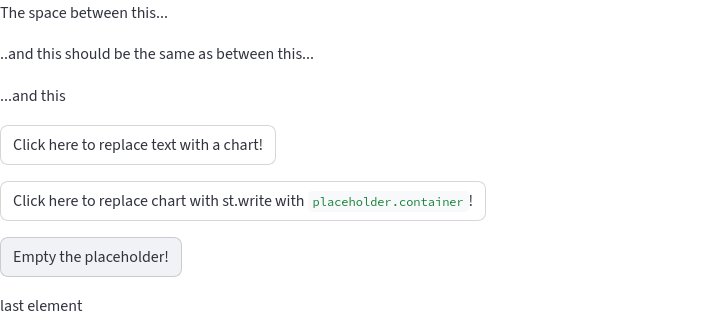 The space between this...
..and this should be the same as between this...
...and this
Click here to replace text with a chart!
Click here to replace chart with st.write with placeholder.container !
Empty the placeholder!
last element